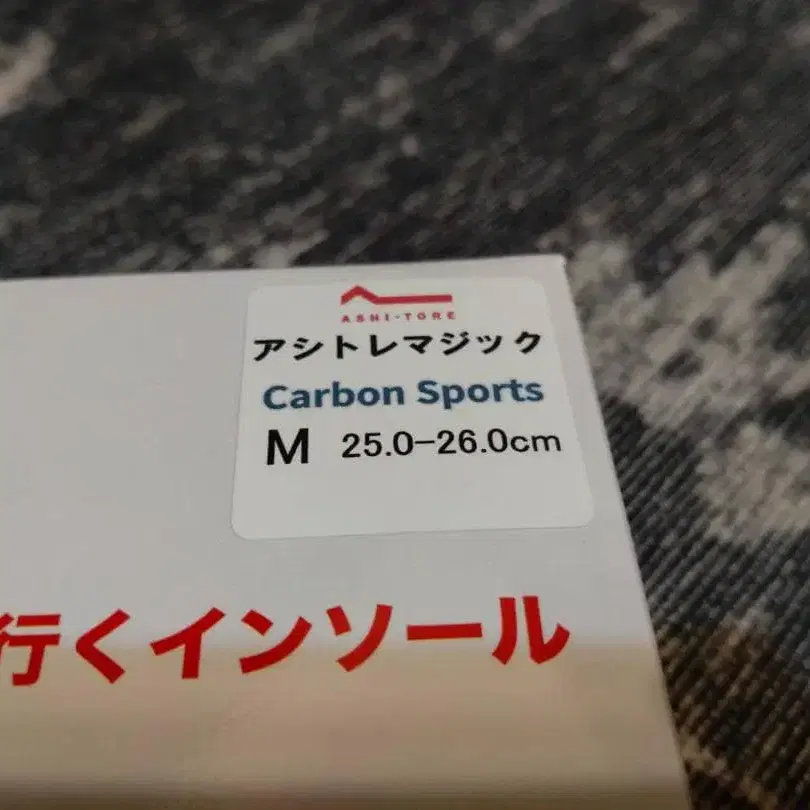 ASHI-TORE
アシトレマジック
Carbon Sports
M 25.0-26.0cm
行くインソール